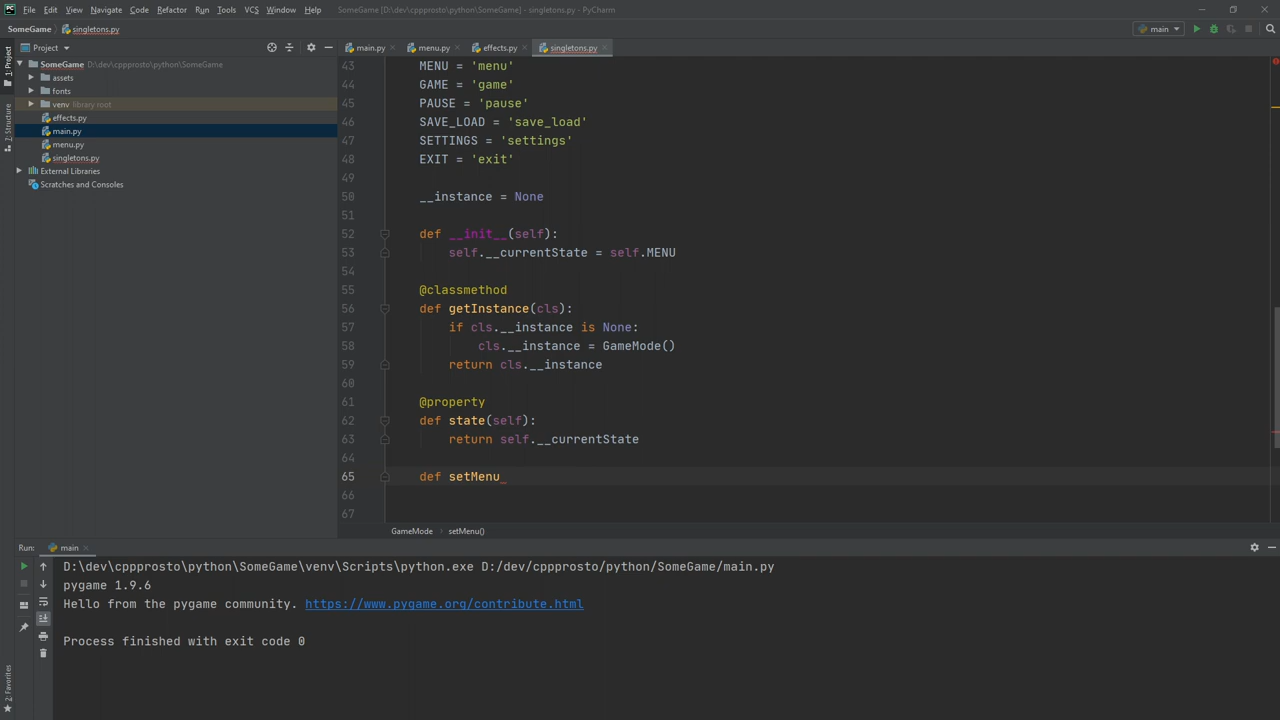 File Edit View Navigate Code Refactor Run Tools VCS Window Help SomeGame [D:\dev\cppprosto\python\SomeGame] - singletons.py - PyCharm
SomeGame singletons.py main
Project
main.py menu.py effects.py singletons.py
SomeGame D:\dev\cppprosto\python\SomeGame
assets
fonts
venv library root
effects.py
main.py
menu.py
singletons.py
External Libraries
Scratches and Consoles
1: Project
7: Structure
2: Favorites
43 MENU = 'menu'
44 GAME = 'game'
45 PAUSE = 'pause'
46 SAVE_LOAD = 'save_load'
47 SETTINGS = 'settings'
48 EXIT = 'exit'
49
50 __instance = None
51
52 def __init__(self):
53 self.__currentState = self.MENU
54
55 @classmethod
56 def getInstance(cls):
57 if cls.__instance is None:
58 cls.__instance = GameMode()
59 return cls.__instance
60
61 @property
62 def state(self):
63 return self.__currentState
64
65 def setMenu
66
67
GameMode setMenu()
Run: main
D:\dev\cppprosto\python\SomeGame\venv\Scripts\python.exe D:/dev/cppprosto/python/SomeGame/main.py
pygame 1.9.6
Hello from the pygame community. https://www.pygame.org/contribute.html
Process finished with exit code 0